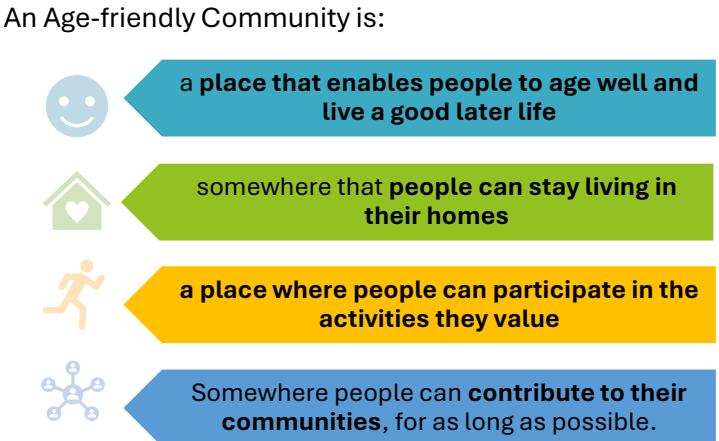 An Age-friendly Community is:
a place that enables people to age well and
live a good later life
somewhere that people can stay living in
their homes
a place where people can participate in the
activities they value
Somewhere people can contribute to their
communities, for as long as possible.